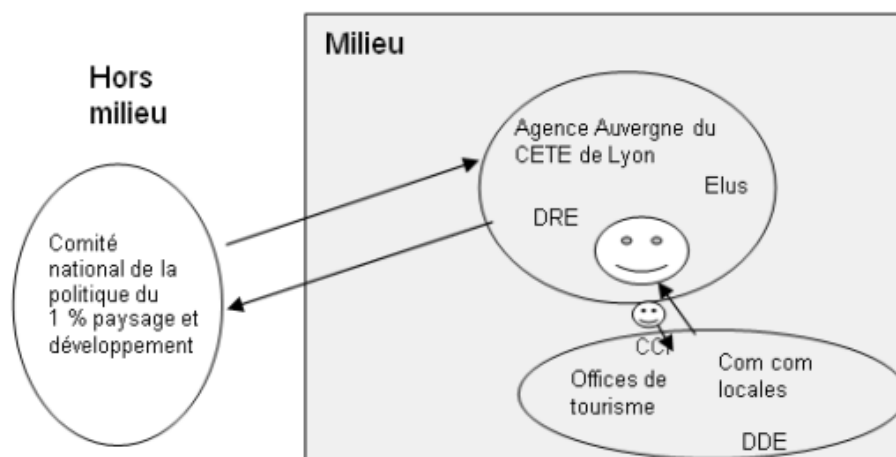 Hors
milieu
Comité
national de la
politique du
1 % paysage et
développement
Milieu
Agence Auvergne du
CETE de Lyon
Elus
DRE
CCI
Offices de
tourisme
Com com
locales
DDE